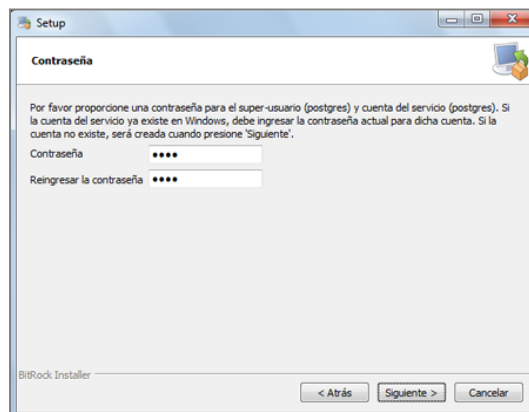 Setup
Contraseña
Por favor proporcione una contraseña para el super-usuario (postgres) y cuenta del servicio (postgres). Si
la cuenta del servicio ya existe en Windows, debe ingresar la contraseña actual para dicha cuenta. Si la
cuenta no existe, será creada cuando presione 'Siguiente'.
Contraseña ••••
Reingresar la contraseña ••••
BitRock Installer
< Atrás Siguiente > Cancelar